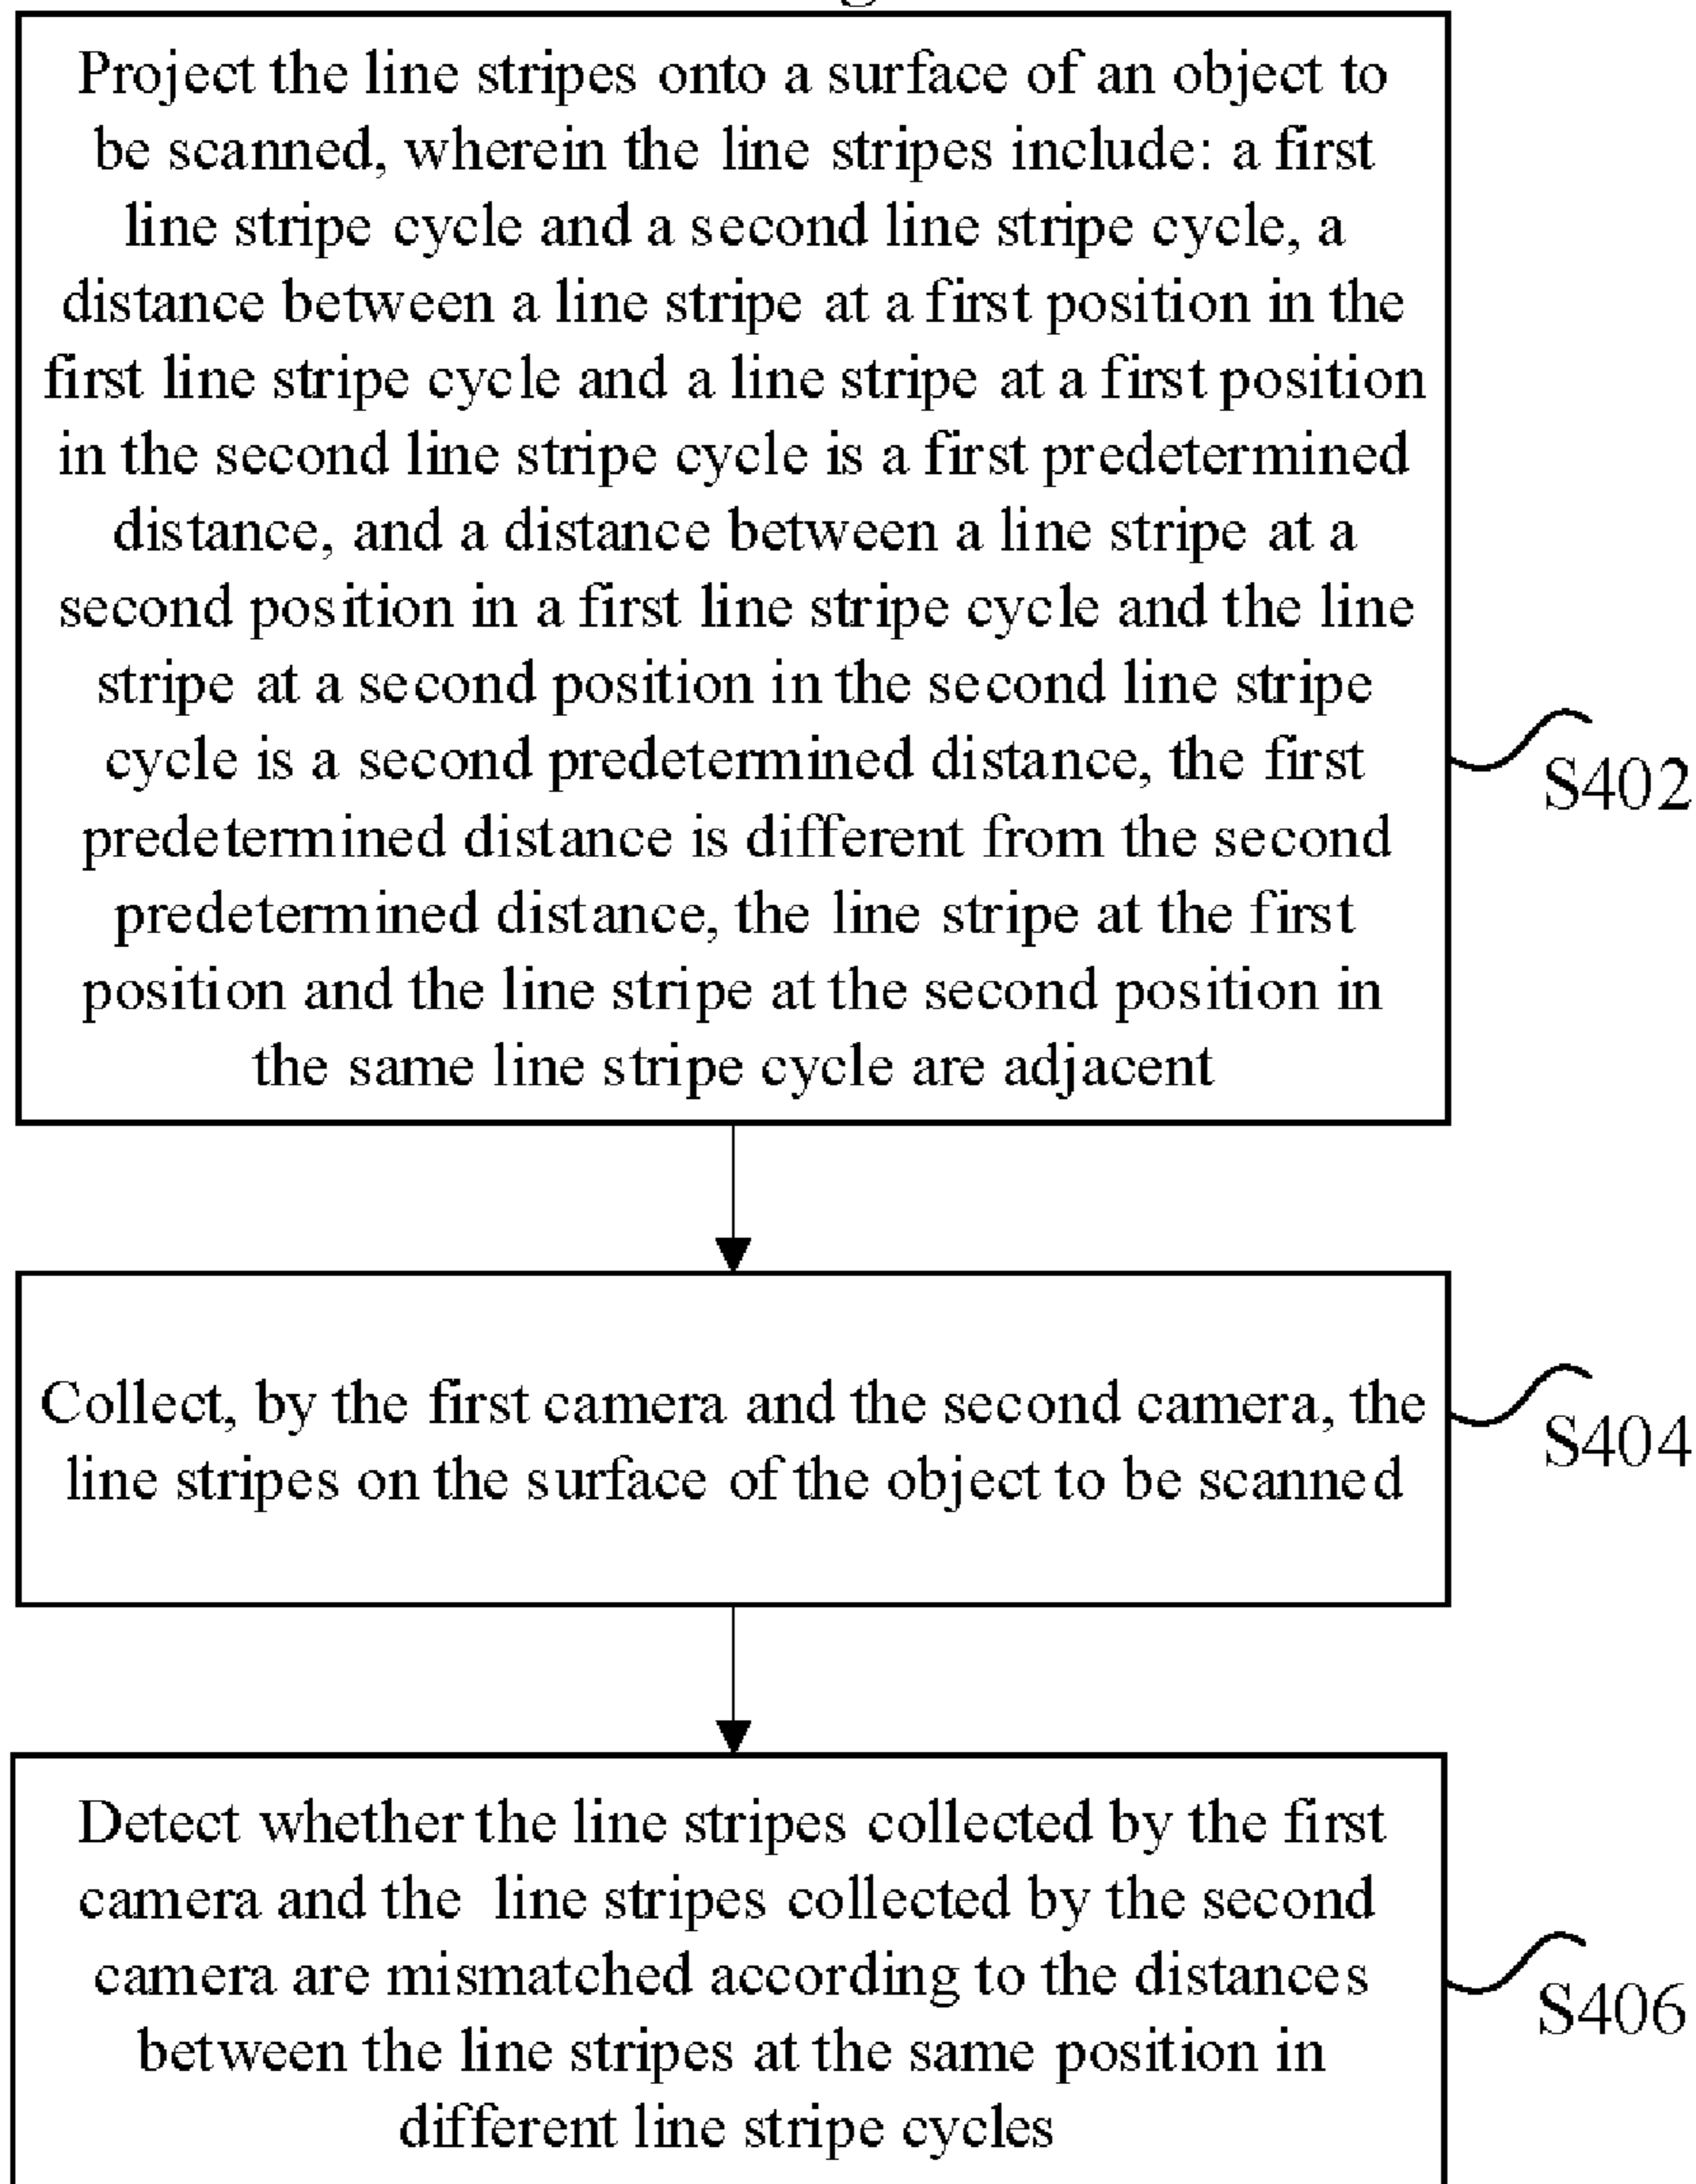 Project the line stripes onto a surface of an object to
be scanned, wherein the line stripes include: a first
line stripe cycle and a second line stripe cycle, a
distance between a line stripe at a first position in the
first line stripe cycle and a line stripe at a first position
in the second line stripe cycle is a first predetermined
distance, and a distance between a line stripe at a
second position in a first line stripe cycle and the line
stripe at a second position in the second line stripe
cycle is a second predetermined distance, the first
predetermined distance is different from the second
predetermined distance, the line stripe at the first
position and the line stripe at the second position in
the same line stripe cycle are adjacent
S402
Collect, by the first camera and the second camera, the
line stripes on the surface of the object to be scanned
S404
Detect whether the line stripes collected by the first
camera and the line stripes collected by the second
camera are mismatched according to the distances
between the line stripes at the same position in
different line stripe cycles
S406